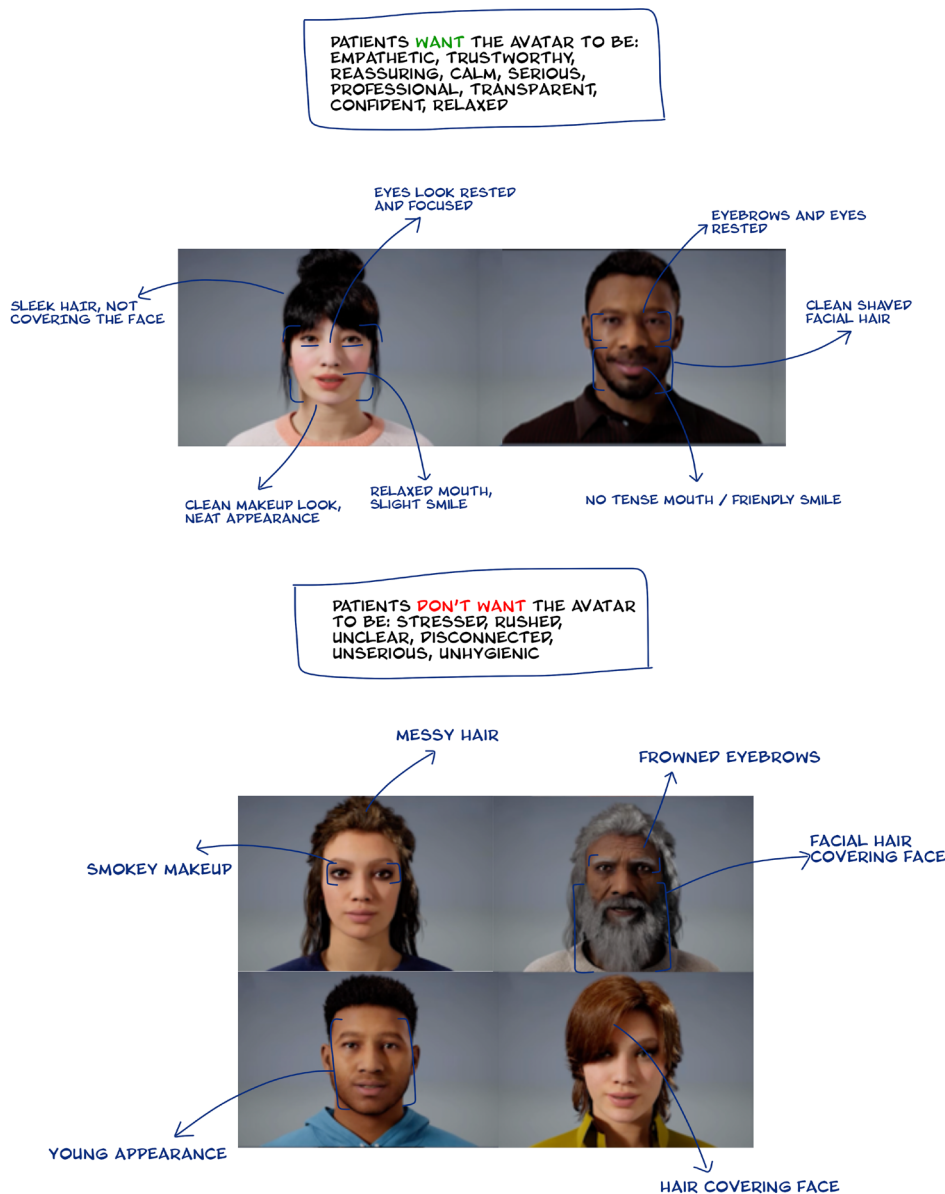 PATIENTS WANT THE AVATAR TO BE:
EMPATHETIC, TRUSTWORTHY,
REASSURING, CALM, SERIOUS,
PROFESSIONAL, TRANSPARENT,
CONFIDENT, RELAXED
EYES LOOK RESTED
AND FOCUSED
EYEBROWS AND EYES
RESTED
SLEEK HAIR, NOT
COVERING THE FACE
CLEAN SHAVED
FACIAL HAIR
CLEAN MAKEUP LOOK,
NEAT APPEARANCE
RELAXED MOUTH,
SLIGHT SMILE
NO TENSE MOUTH / FRIENDLY SMILE
PATIENTS DON'T WANT THE AVATAR
TO BE: STRESSED, RUSHED,
UNCLEAR, DISCONNECTED,
UNSERIOUS, UNHYGIENIC
MESSY HAIR
FROWNED EYEBROWS
SMOKEY MAKEUP
FACIAL HAIR
COVERING FACE
YOUNG APPEARANCE
HAIR COVERING FACE